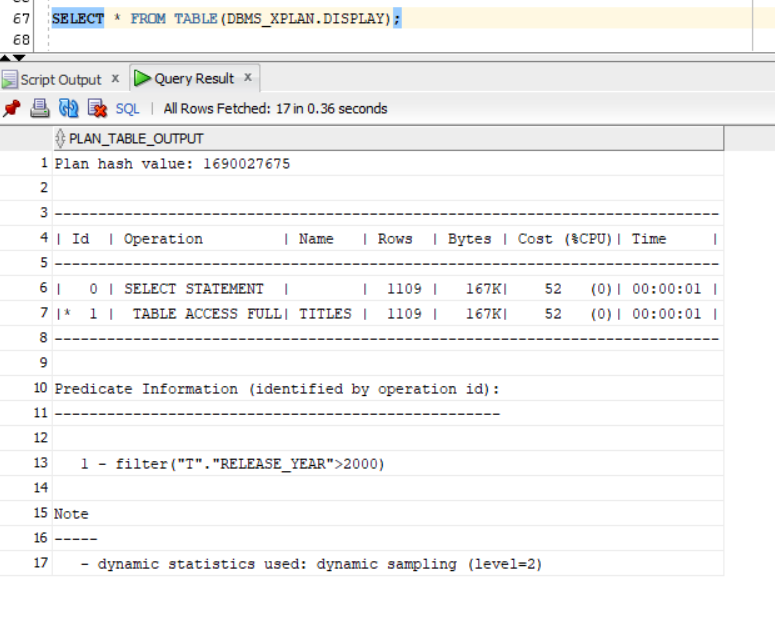 67 SELECT * FROM TABLE(DBMS_XPLAN.DISPLAY);
68
Script Output x Query Result x
SQL | All Rows Fetched: 17 in 0.36 seconds
PLAN_TABLE_OUTPUT
1 Plan hash value: 1690027675
2
3 ---------------------------------------------------------------------------
4 | Id  | Operation         | Name   | Rows  | Bytes | Cost (%CPU)| Time     |
5 ---------------------------------------------------------------------------
6 |   0 | SELECT STATEMENT  |        |  1109 |   167K|    52   (0)| 00:00:01 |
7 |*  1 |  TABLE ACCESS FULL| TITLES |  1109 |   167K|    52   (0)| 00:00:01 |
8 ---------------------------------------------------------------------------
9
10 Predicate Information (identified by operation id):
11 ---------------------------------------------------
12
13    1 - filter("T"."RELEASE_YEAR">2000)
14
15 Note
16 -----
17    - dynamic statistics used: dynamic sampling (level=2)